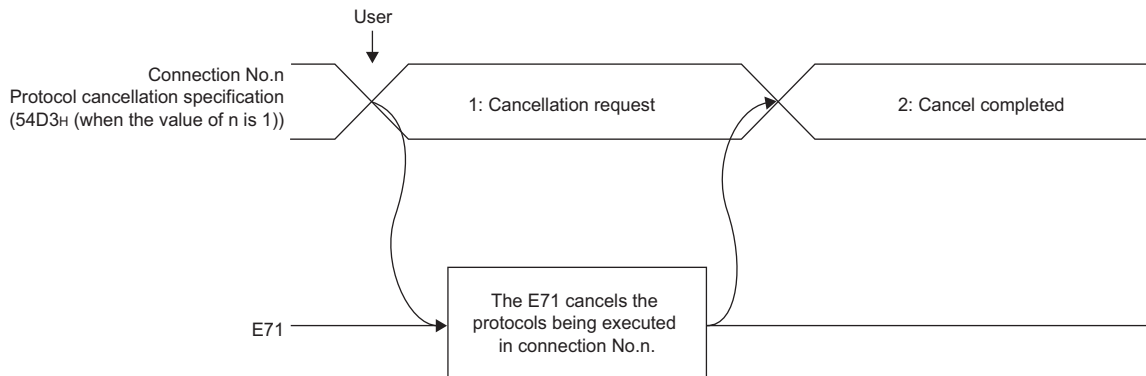 User
Connection No.n
Protocol cancellation specification
(54D3H (when the value of n is 1))
1: Cancellation request
2: Cancel completed
The E71 cancels the
protocols being executed
in connection No.n.
E71